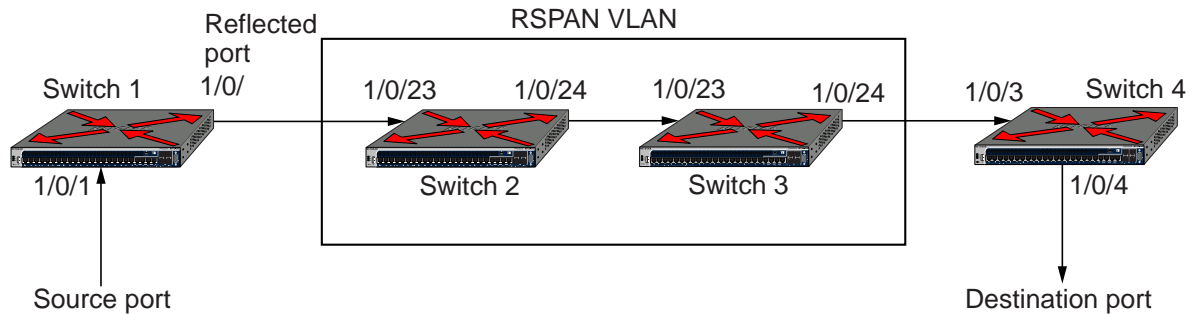 RSPAN VLAN
Reflected
port
1/0/
Switch 1
1/0/23
1/0/24
1/0/23
1/0/24
1/0/3
Switch 4
1/0/1
Switch 2
Switch 3
1/0/4
Source port
Destination port